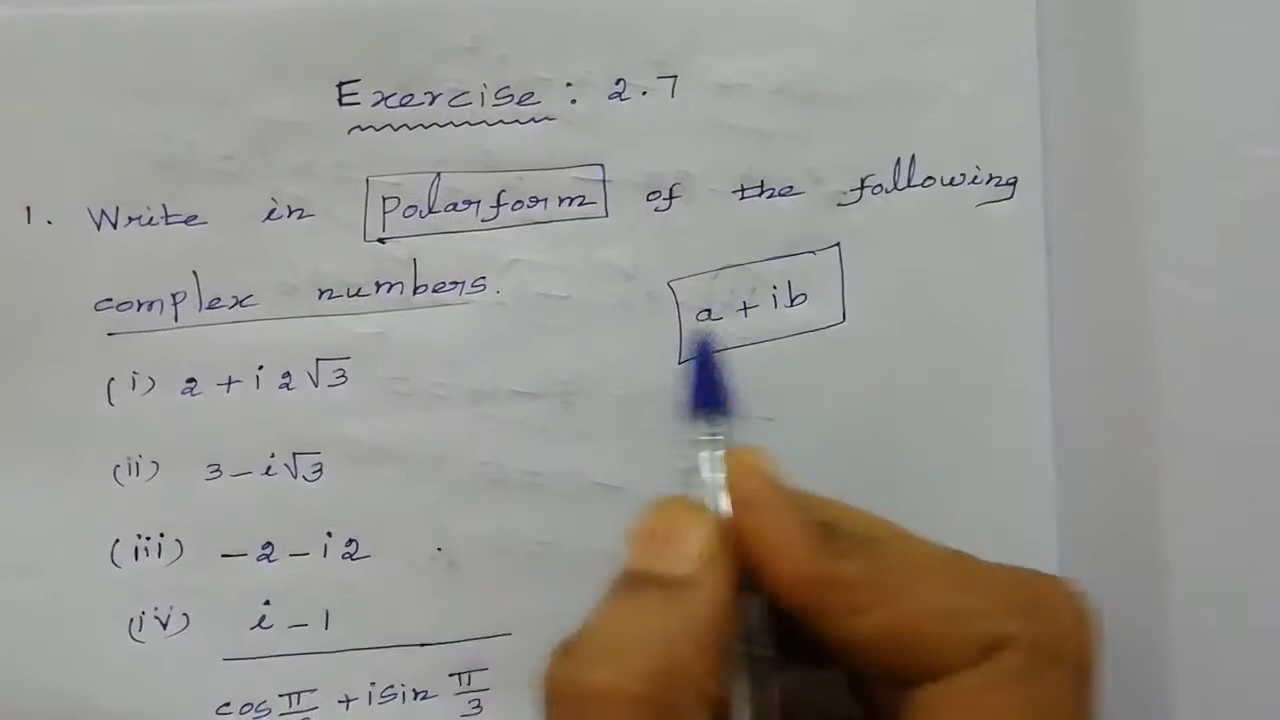 Exercise : 2.7
1. Write in polarform of the following
complex numbers.
a + ib
(i) 2 + i 2√3
(ii) 3 - i√3
(iii) -2 - i2
(iv) i - 1
cos π + i sin π/3